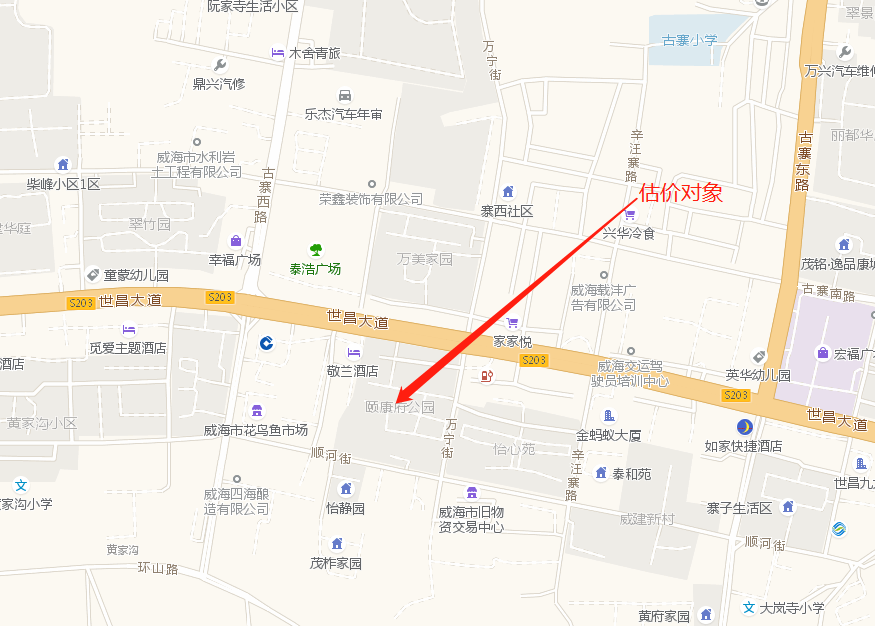 阮家寺生活小区
木舍青旅
万宁街
古寨小学
翠景
鼎兴汽修
万兴汽车维修
乐杰汽车年审
辛汪寨路
古寨东路
丽都华
威海市水利岩
土工程有限公司
柴峰小区1区
古寨西路
荣鑫装饰有限公司
估价对象
寨西社区
翠竹园
华庭
幸福广场
兴华冷食
万美家园
泰浩广场
茂铭·逸品康城
童蒙幼儿园
威海载沣广
告有限公司
古寨南路
S203
世昌大道
S203
世昌大道
觅爱主题酒店
家家悦
S203
宏福广
酒店
敬兰酒店
威海交运驾
驶员培训中心
英华幼儿园
S203
颐康府公园
世昌大道
黄家沟小区
威海市花鸟鱼市场
万宁街
金蚂蚁大厦
如家快捷酒店
顺河街
怡心苑
辛汪寨路
泰和苑
世昌九
家沟小学
威海四海酿
造有限公司
怡静园
威海市旧物
资交易中心
威建新村
寨子生活区
顺河街
黄家沟
环山路
茂柞家园
黄府家园
大岚寺小学